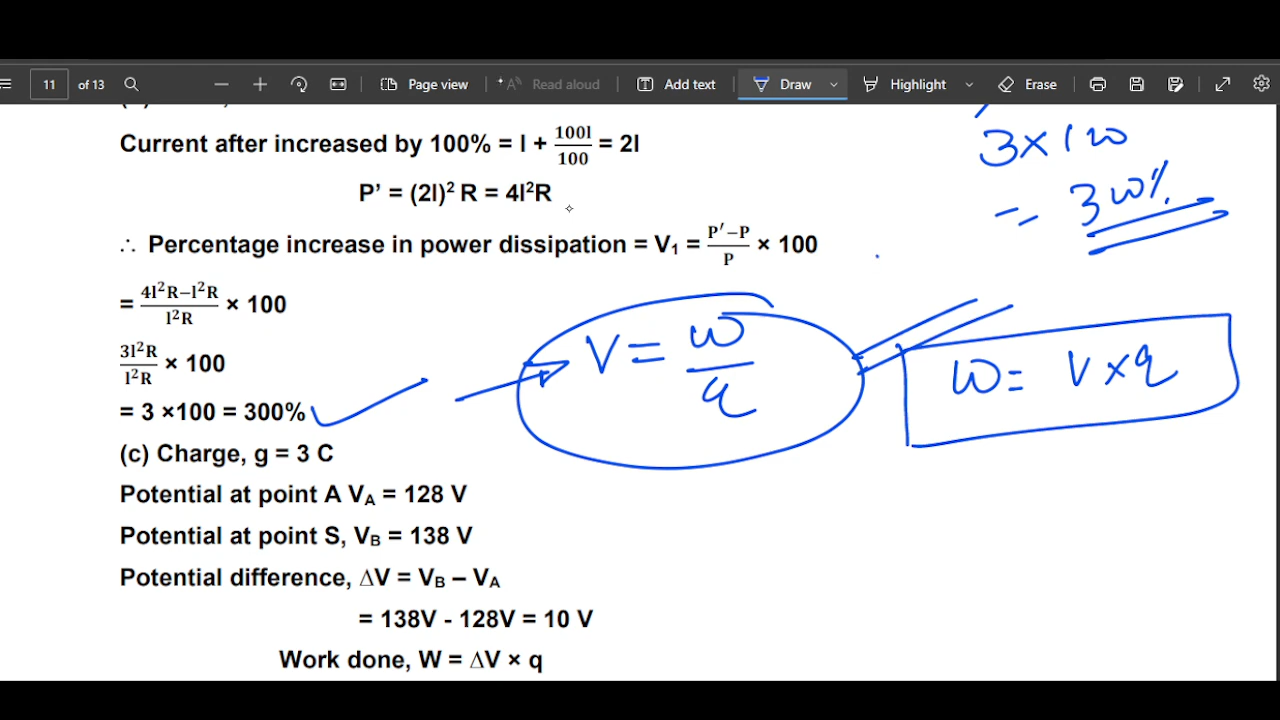 11 of 13 Page view Read aloud Add text Draw Highlight Erase
Current after increased by 100% = I + 100I/100 = 2I
P' = (2I)² R = 4I²R
∴ Percentage increase in power dissipation = V₁ = P′−P/P × 100
= 4I²R−I²R/I²R × 100
3I²R/I²R × 100
= 3 ×100 = 300%
(c) Charge, g = 3 C
Potential at point A V_A = 128 V
Potential at point S, V_B = 138 V
Potential difference, ∆V = V_B – V_A
= 138V - 128V = 10 V
Work done, W = ∆V × q
3 × 100
= 300%
V = W/q
W = V × q